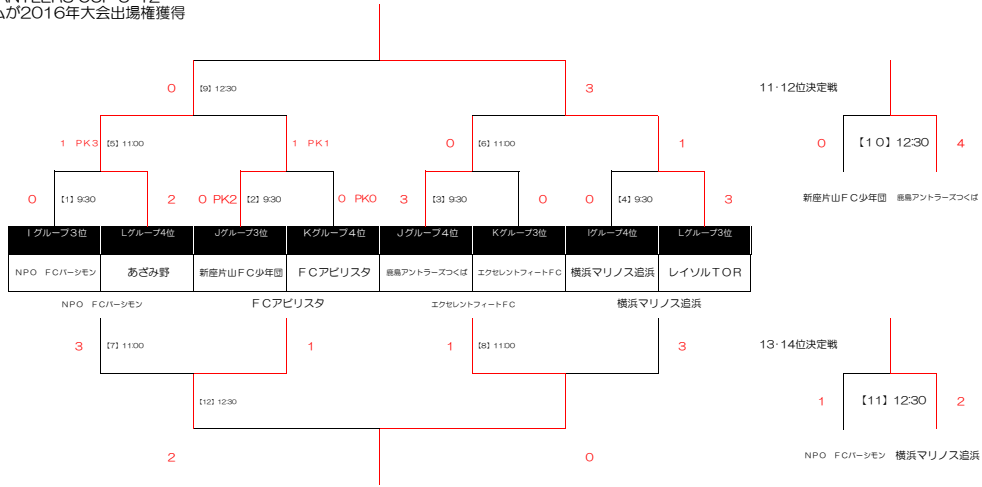 ムが2016年大会出場権獲得
0 【9】12:30 3 11・12位決定戦
1 PK3 【5】11:00 1 PK1 0 【6】11:00 1 0 【10】12:30 4
0 【1】9:30 2 0 PK2 【2】9:30 0 PK0 3 【3】9:30 0 0 【4】9:30 3 新座片山FC少年団 鹿島アントラーズつくば
Iグループ3位 Lグループ4位 Jグループ3位 Kグループ4位 Jグループ4位 Kグループ3位 Iグループ4位 Lグループ3位
NPO FCパーシモン あざみ野 新座片山FC少年団 FCアビリスタ 鹿島アントラーズつくば エクセレントフィートFC 横浜マリノス追浜 レイソルTOR
NPO FCパーシモン FCアビリスタ エクセレントフィートFC 横浜マリノス追浜
3 【7】11:00 1 1 【8】11:00 3 13・14位決定戦
【12】12:30 1 【11】12:30 2
2 0 NPO FCパーシモン 横浜マリノス追浜